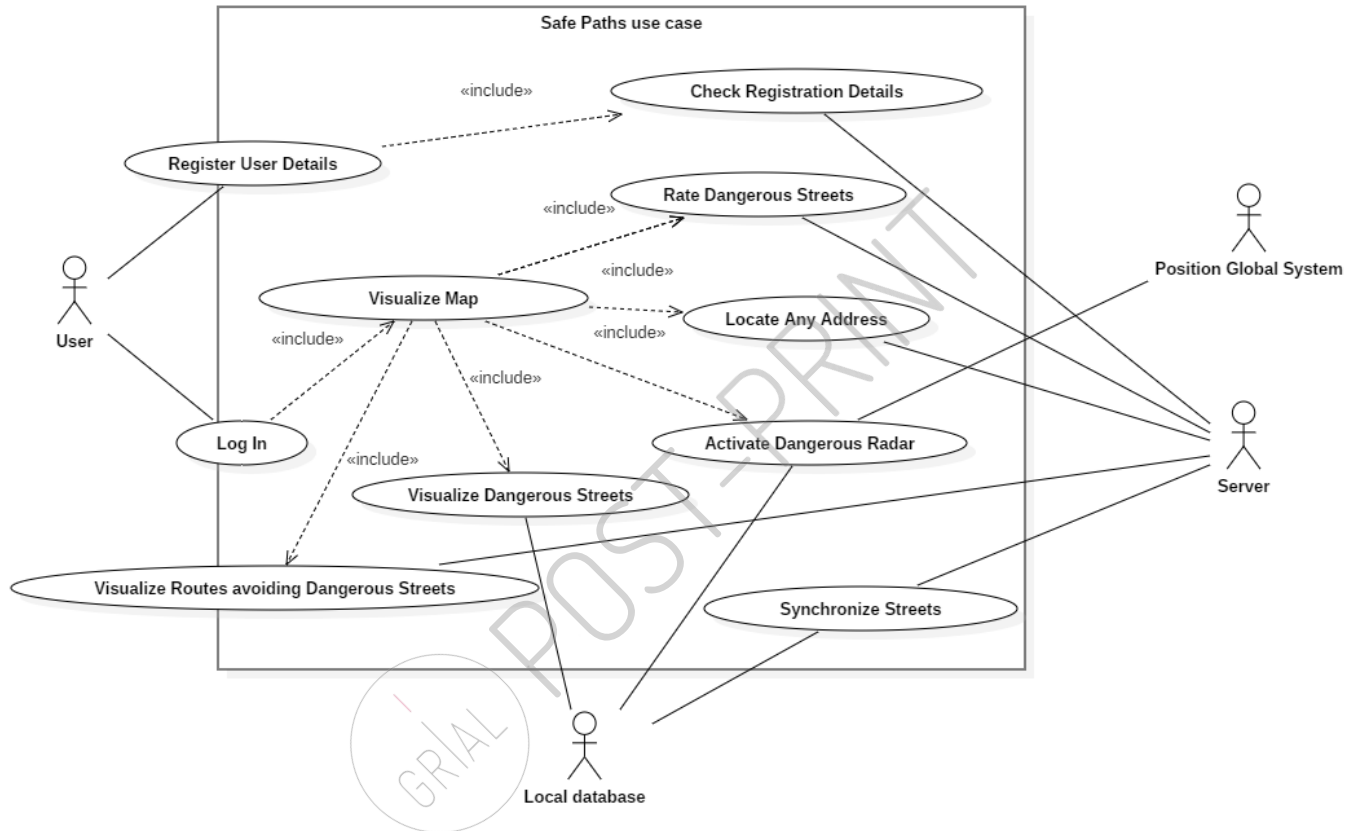 Safe Paths use case
«include»
Check Registration Details
Register User Details
Rate Dangerous Streets
«include»
Position Global System
«include»
Visualize Map
Locate Any Address
«include»
«include»
User
«include»
Log In
Activate Dangerous Radar
«include»
Server
Visualize Dangerous Streets
Visualize Routes avoiding Dangerous Streets
Synchronize Streets
Local database
POST-PRINT
GRIAL